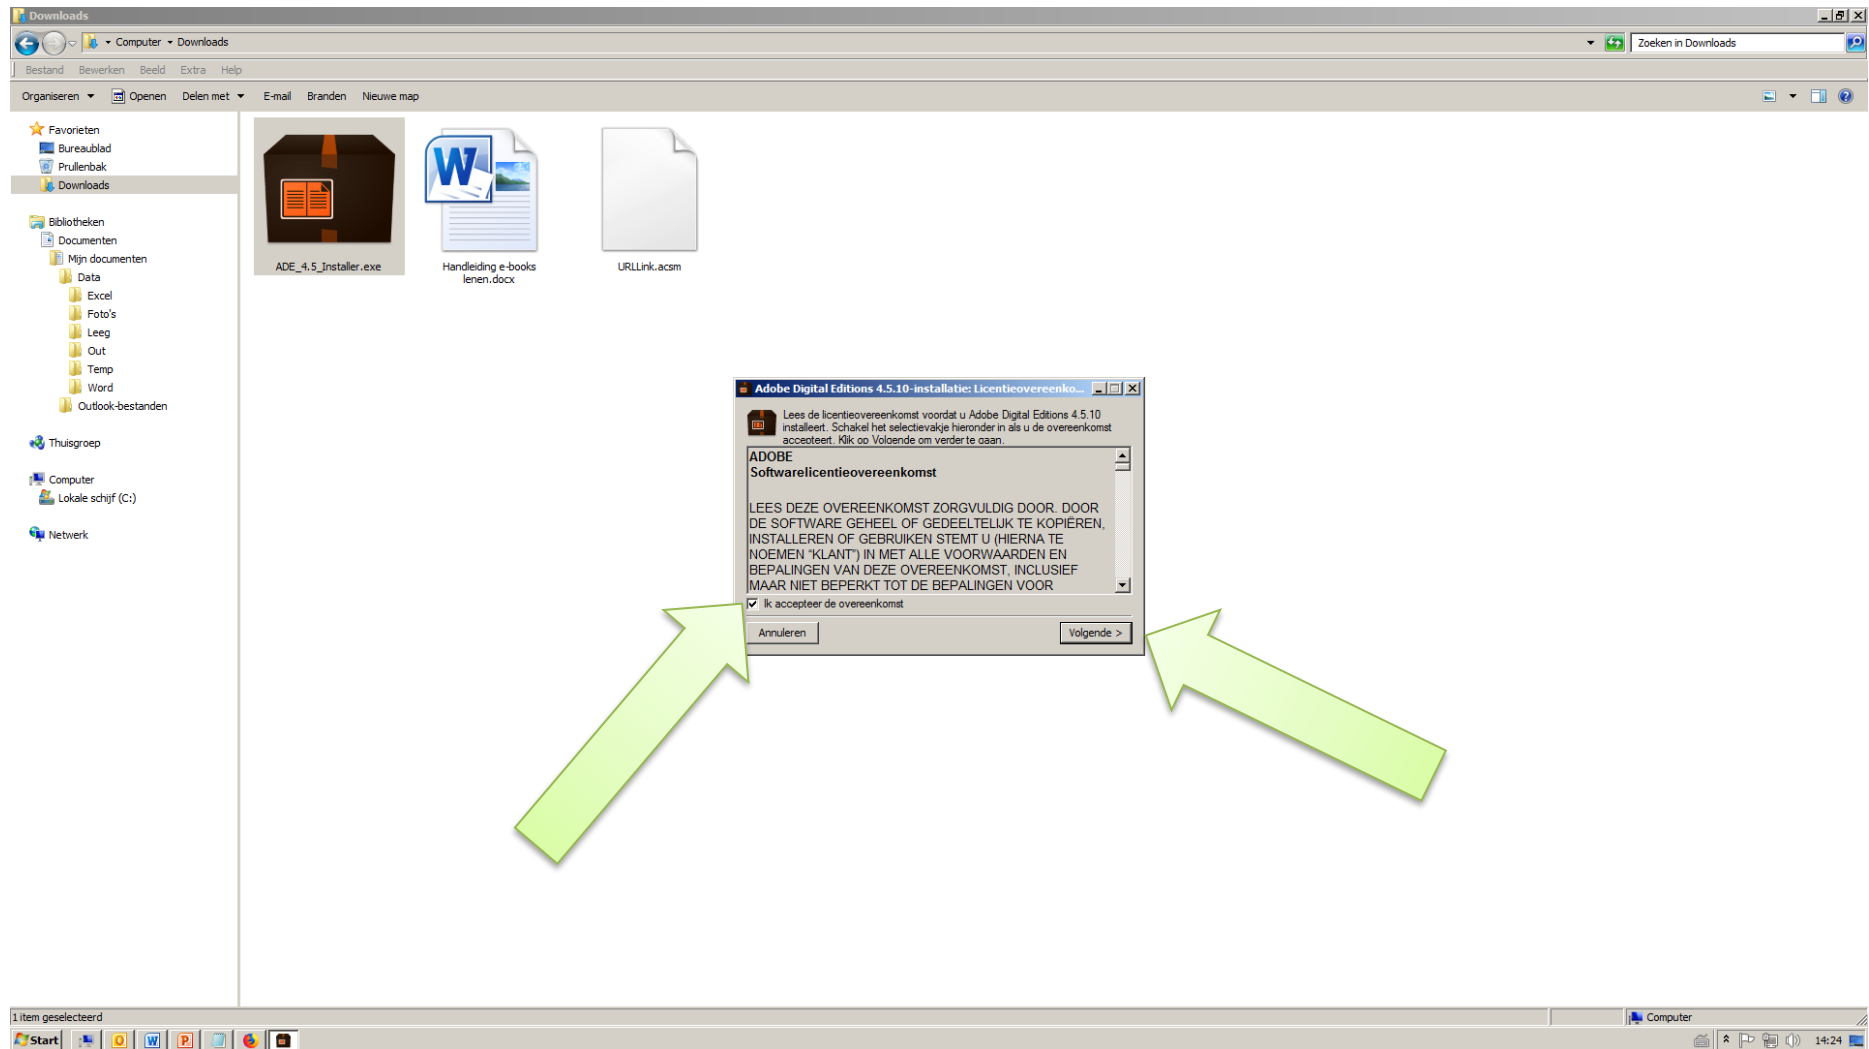 Downloads
Computer Downloads
Zoeken in Downloads
Bestand Bewerken Beeld Extra Help
Organiseren Openen Delen met E-mail Branden Nieuwe map
Favorieten
Bureaublad
Prullenbak
Downloads
Bibliotheken
Documenten
Mijn documenten
Data
Excel
Foto's
Leeg
Out
Temp
Word
Outlook-bestanden
Thuisgroep
Computer
Lokale schijf (C:)
Netwerk
ADE_4.5_Installer.exe
Handleiding e-books
lenen.docx
URLLink.acsm
Adobe Digital Editions 4.5.10-installatie: Licentieovereenko...
Lees de licentieovereenkomst voordat u Adobe Digital Editions 4.5.10
installeert. Schakel het selectievakje hieronder in als u de overeenkomst
accepteert. Klik op Volgende om verder te gaan.
ADOBE
Softwarelicentieovereenkomst
LEES DEZE OVEREENKOMST ZORGVULDIG DOOR. DOOR
DE SOFTWARE GEHEEL OF GEDEELTELIJK TE KOPIËREN,
INSTALLEREN OF GEBRUIKEN STEMT U (HIERNA TE
NOEMEN “KLANT”) IN MET ALLE VOORWAARDEN EN
BEPALINGEN VAN DEZE OVEREENKOMST, INCLUSIEF
MAAR NIET BEPERKT TOT DE BEPALINGEN VOOR
Ik accepteer de overeenkomst
Annuleren
Volgende >
1 item geselecteerd
Computer
Start
14:24